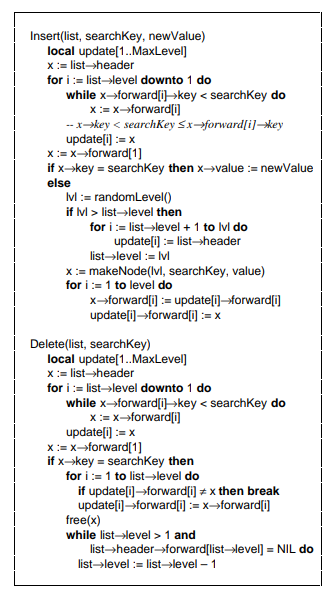 Insert(list, searchKey, newValue)
local update[1..MaxLevel]
x := list→header
for i := list→level downto 1 do
while x→forward[i]→key < searchKey do
x := x→forward[i]
-- x→key < searchKey ≤ x→forward[i]→key
update[i] := x
x := x→forward[1]
if x→key = searchKey then x→value := newValue
else
lvl := randomLevel()
if lvl > list→level then
for i := list→level + 1 to lvl do
update[i] := list→header
list→level := lvl
x := makeNode(lvl, searchKey, value)
for i := 1 to level do
x→forward[i] := update[i]→forward[i]
update[i]→forward[i] := x
Delete(list, searchKey)
local update[1..MaxLevel]
x := list→header
for i := list→level downto 1 do
while x→forward[i]→key < searchKey do
x := x→forward[i]
update[i] := x
x := x→forward[1]
if x→key = searchKey then
for i := 1 to list→level do
if update[i]→forward[i] ≠ x then break
update[i]→forward[i] := x→forward[i]
free(x)
while list→level > 1 and
list→header→forward[list→level] = NIL do
list→level := list→level – 1